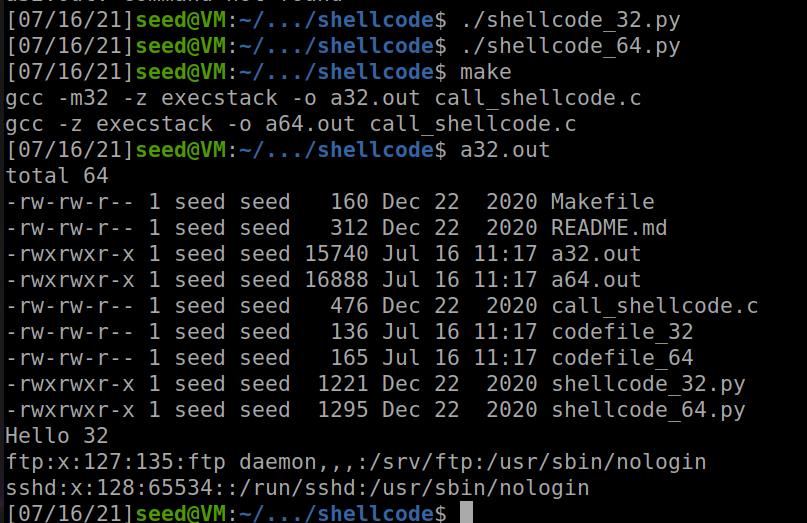 a32.out: command not found
[07/16/21]seed@VM:~/.../shellcode$ ./shellcode_32.py
[07/16/21]seed@VM:~/.../shellcode$ ./shellcode_64.py
[07/16/21]seed@VM:~/.../shellcode$ make
gcc -m32 -z execstack -o a32.out call_shellcode.c
gcc -z execstack -o a64.out call_shellcode.c
[07/16/21]seed@VM:~/.../shellcode$ a32.out
total 64
-rw-rw-r-- 1 seed seed   160 Dec 22  2020 Makefile
-rw-rw-r-- 1 seed seed   312 Dec 22  2020 README.md
-rwxrwxr-x 1 seed seed 15740 Jul 16 11:17 a32.out
-rwxrwxr-x 1 seed seed 16888 Jul 16 11:17 a64.out
-rw-rw-r-- 1 seed seed   476 Dec 22  2020 call_shellcode.c
-rw-rw-r-- 1 seed seed   136 Jul 16 11:17 codefile_32
-rw-rw-r-- 1 seed seed   165 Jul 16 11:17 codefile_64
-rwxrwxr-x 1 seed seed  1221 Dec 22  2020 shellcode_32.py
-rwxrwxr-x 1 seed seed  1295 Dec 22  2020 shellcode_64.py
Hello 32
ftp:x:127:135:ftp daemon,,,:/srv/ftp:/usr/sbin/nologin
sshd:x:128:65534::/run/sshd:/usr/sbin/nologin
[07/16/21]seed@VM:~/.../shellcode$